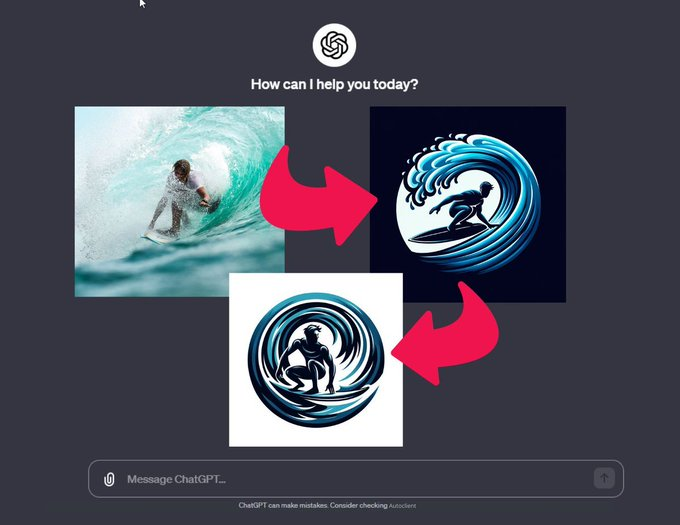 How can I help you today?
Message ChatGPT...
ChatGPT can make mistakes. Consider checking Autoclient